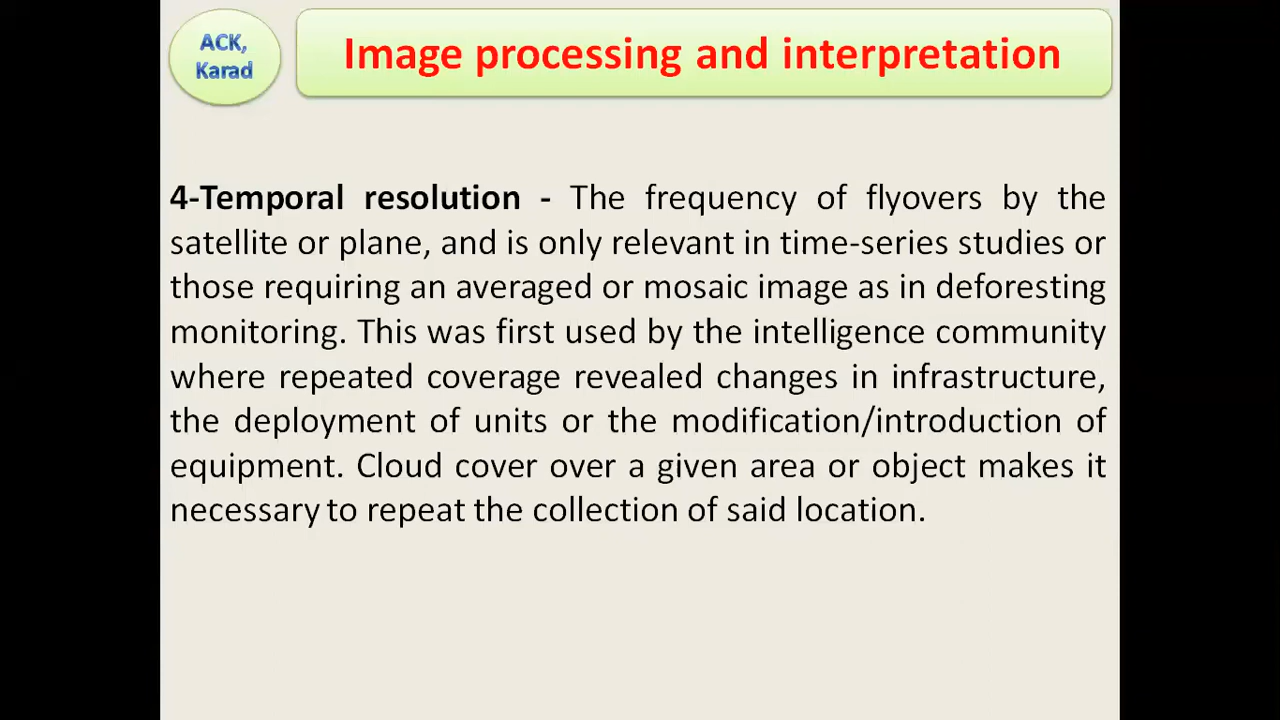 ACK,
Karad
Image processing and interpretation
4-Temporal resolution - The frequency of flyovers by the
satellite or plane, and is only relevant in time-series studies or
those requiring an averaged or mosaic image as in deforesting
monitoring. This was first used by the intelligence community
where repeated coverage revealed changes in infrastructure,
the deployment of units or the modification/introduction of
equipment. Cloud cover over a given area or object makes it
necessary to repeat the collection of said location.